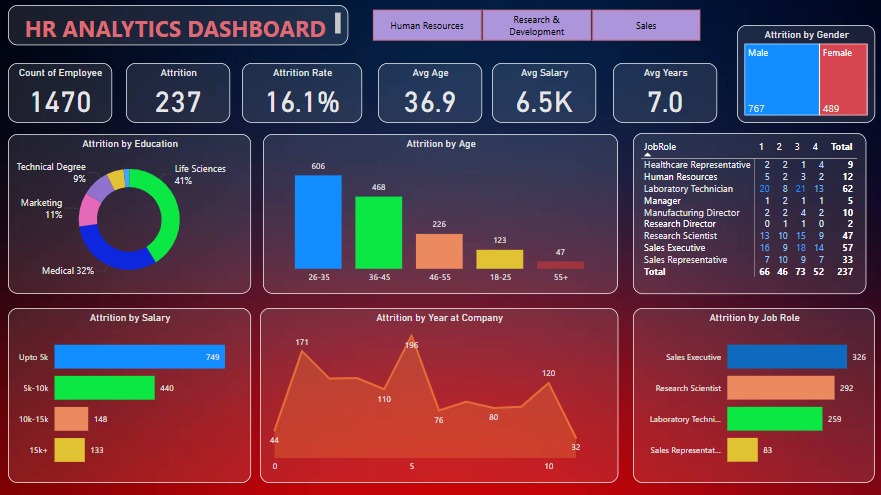 HR ANALYTICS DASHBOARD
Human Resources
Research &
Development
Sales
Attrition by Gender
Male
Female
767
489
Count of Employee
1470
Attrition
237
Attrition Rate
16.1%
Avg Age
36.9
Avg Salary
6.5K
Avg Years
7.0
Attrition by Education
Technical Degree
9%
Life Sciences
41%
Marketing
11%
Medical 32%
Attrition by Age
606
468
226
123
47
26-35
36-45
46-55
18-25
55+
JobRole 1 2 3 4 Total
Healthcare Representative 2 2 1 4 9
Human Resources 5 2 3 2 12
Laboratory Technician 20 8 21 13 62
Manager 1 2 1 1 5
Manufacturing Director 2 2 4 2 10
Research Director 0 1 1 0 2
Research Scientist 13 10 15 9 47
Sales Executive 16 9 18 14 57
Sales Representative 7 10 9 7 33
Total 66 46 73 52 237
Attrition by Salary
Upto 5k 749
5k-10k 440
10k-15k 148
15k+ 133
Attrition by Year at Company
171
196
110
120
76
80
44
32
0
5
10
Attrition by Job Role
Sales Executive 326
Research Scientist 292
Laboratory Techni... 259
Sales Representat... 83